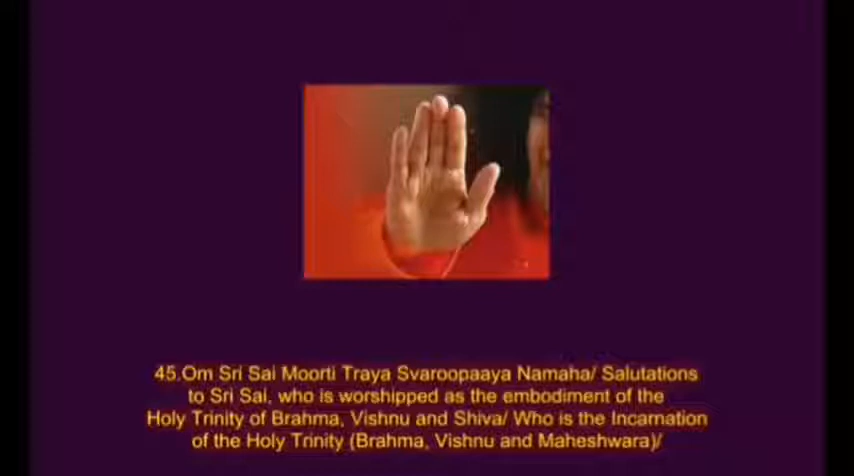 45.Om Sri Sai Moorti Traya Svaroopaaya Namaha/ Salutations
to Sri Sai, who is worshipped as the embodiment of the
Holy Trinity of Brahma, Vishnu and Shiva/ Who is the Incarnation
of the Holy Trinity (Brahma, Vishnu and Maheshwara)/